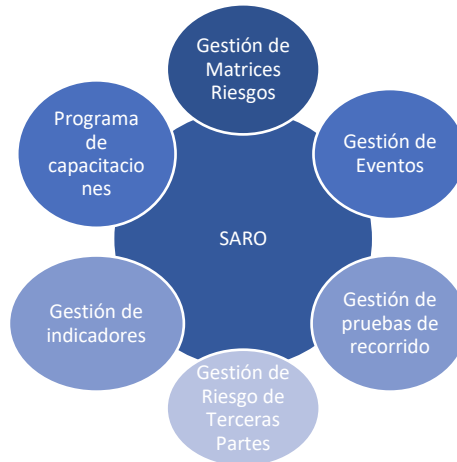 Gestión de
Matrices
Riesgos
Programa
de
capacitacio
nes
Gestión de
Eventos
SARO
Gestión de
indicadores
Gestión de
pruebas de
recorrido
Gestión de
Riesgo de
Terceras
Partes